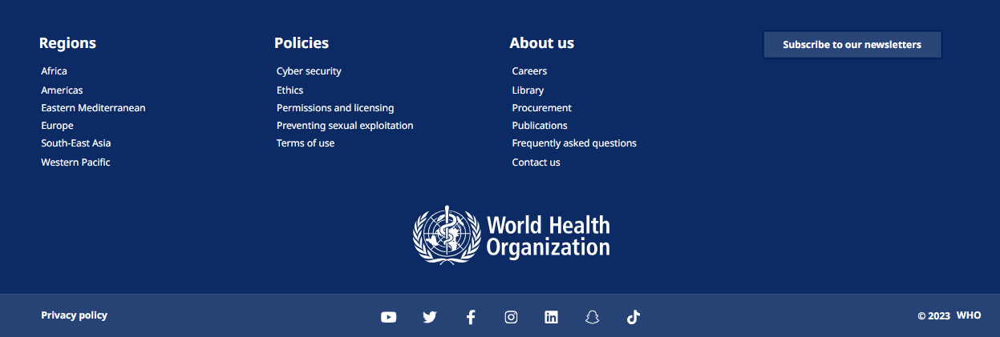 Regions
Africa
Americas
Eastern Mediterranean
Europe
South-East Asia
Western Pacific
Policies
Cyber security
Ethics
Permissions and licensing
Preventing sexual exploitation
Terms of use
About us
Careers
Library
Procurement
Publications
Frequently asked questions
Contact us
Subscribe to our newsletters
World Health
Organization
Privacy policy
© 2023 WHO